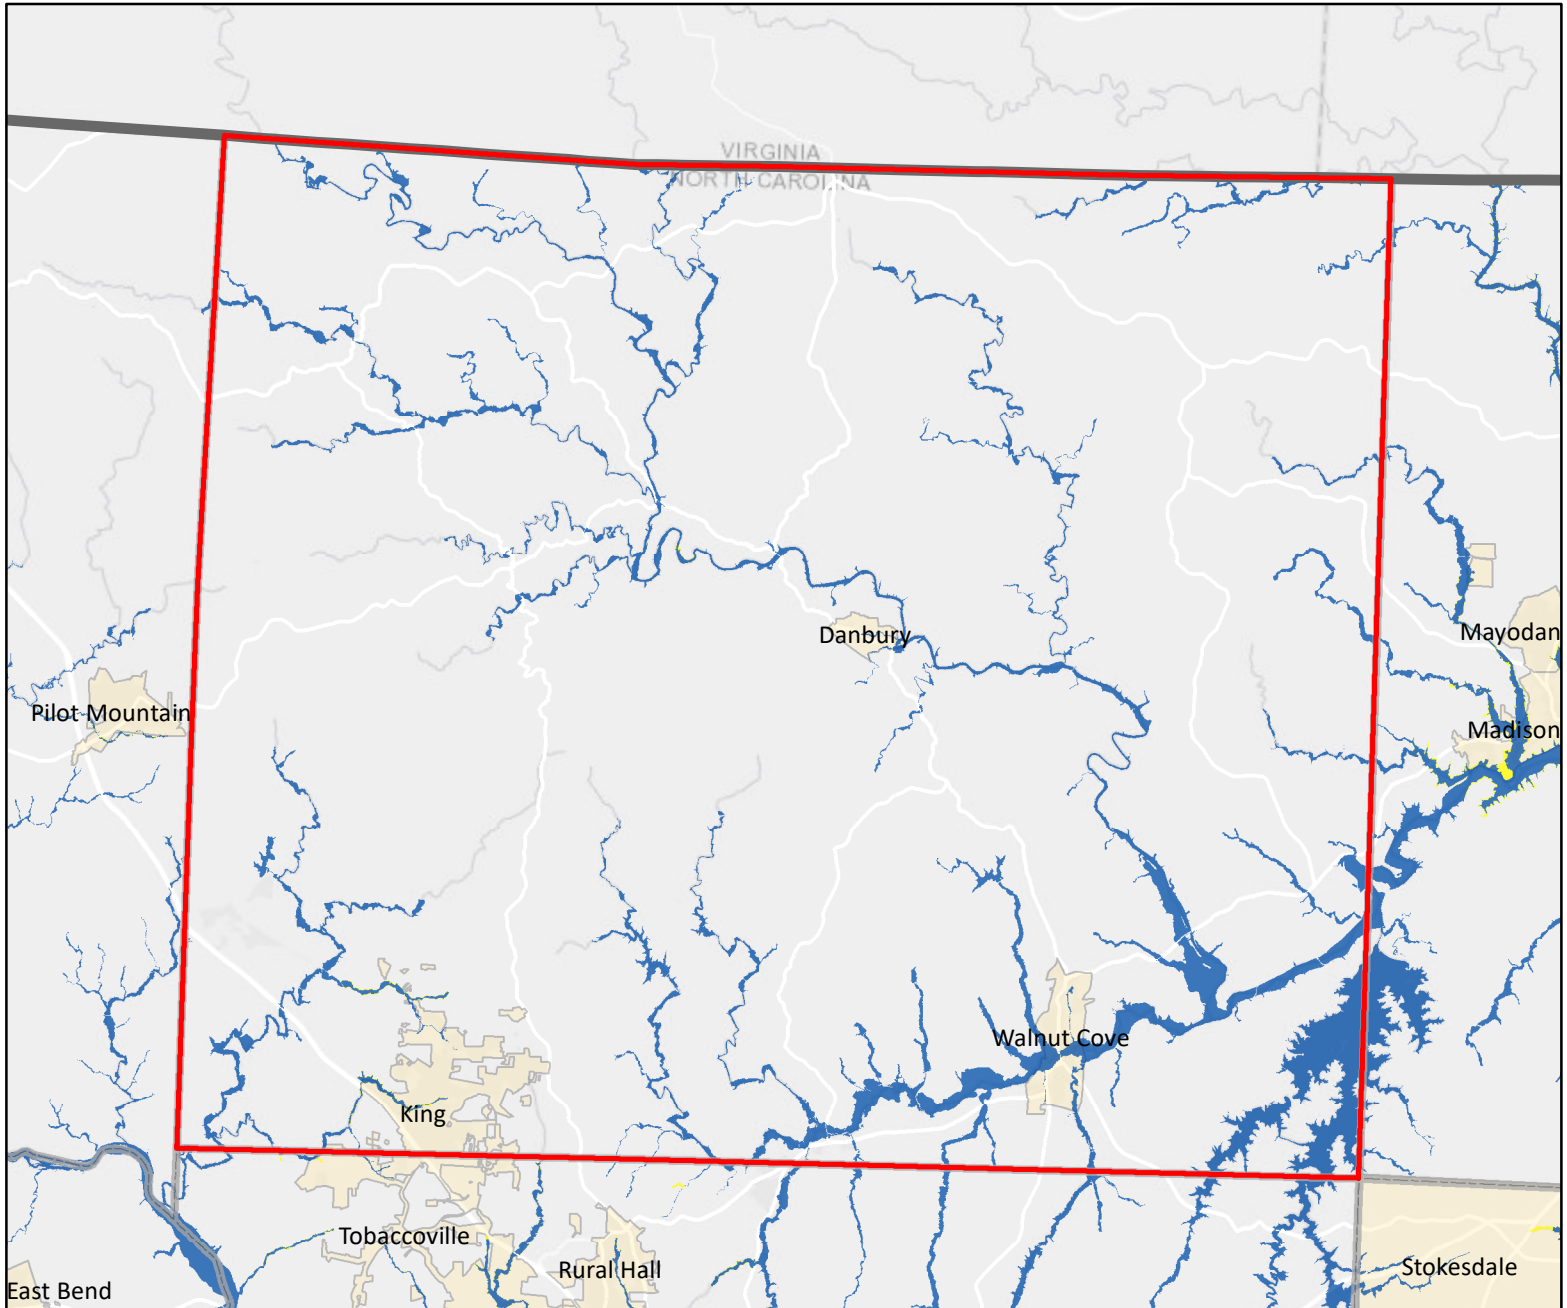 VIRGINIA
NORTH CAROLINA
Danbury
Mayodan
Pilot Mountain
Madison
Walnut Cove
King
Tobaccoville
Rural Hall
Stokesdale
East Bend